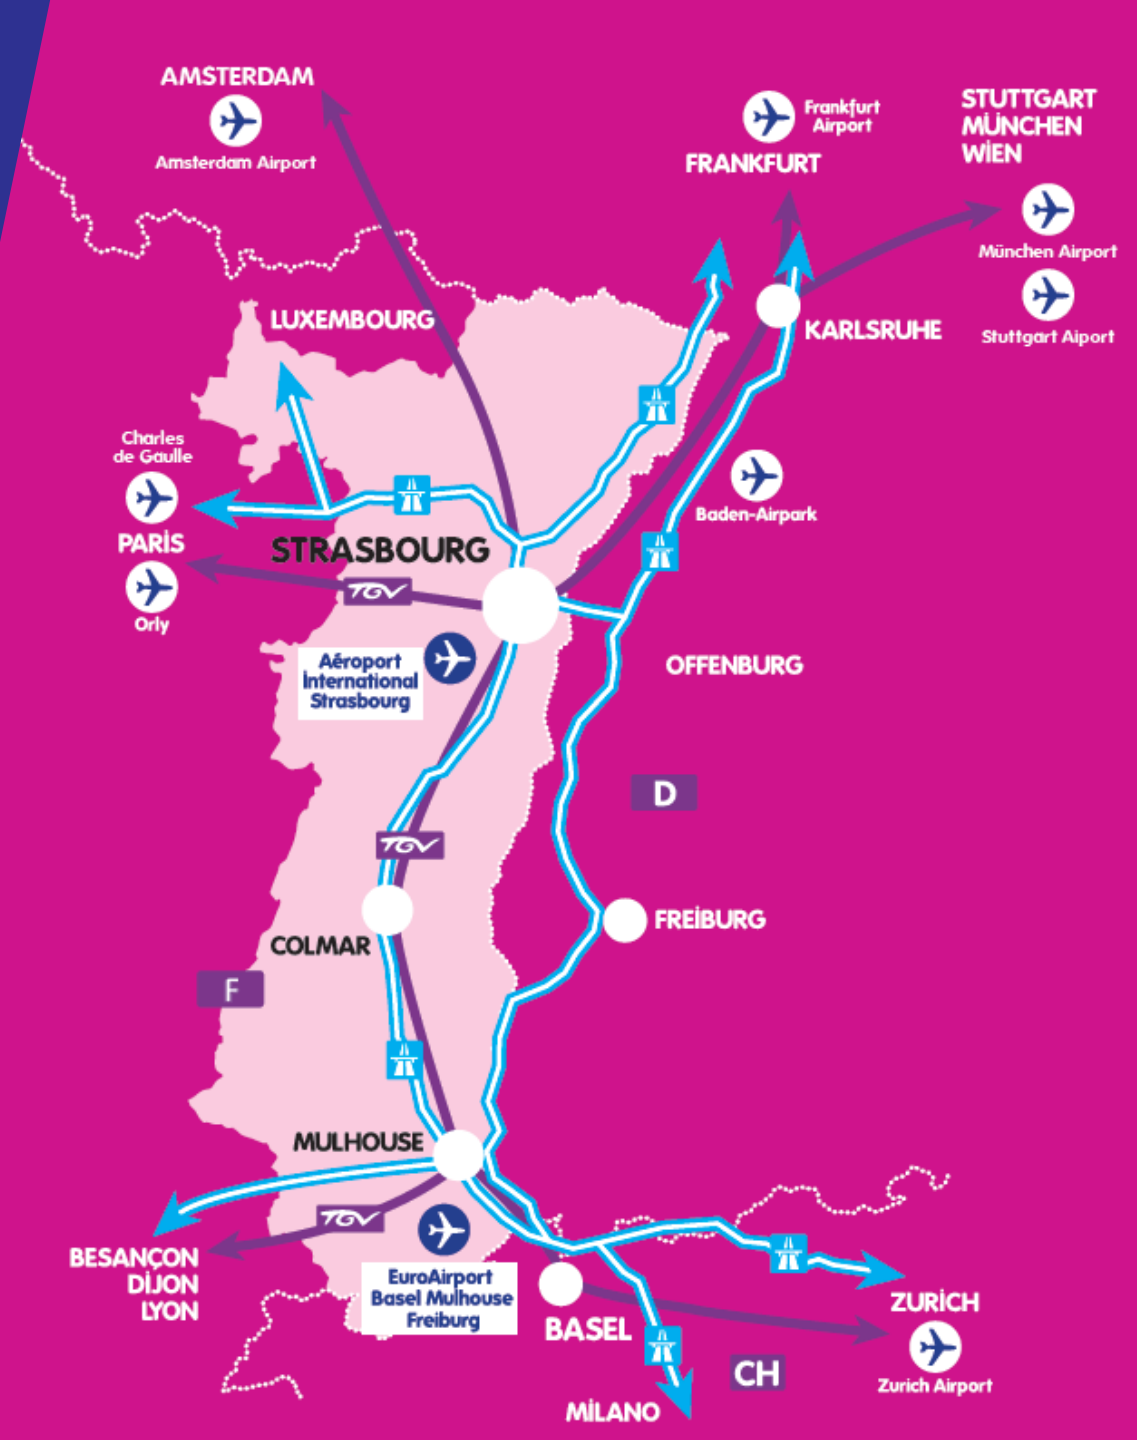 AMSTERDAM
Amsterdam Airport
Frankfurt
Airport
FRANKFURT
STUTTGART
MÜNCHEN
WİEN
München Airport
Stuttgart Aiport
LUXEMBOURG
KARLSRUHE
Charles
de Gaulle
PARİS
Orly
Baden-Airpark
STRASBOURG
TGV
Aéroport
İnternational
Strasbourg
OFFENBURG
D
TGV
COLMAR
FREİBURG
F
MULHOUSE
TGV
BESANÇON
DİJON
LYON
EuroAirport
Basel Mulhouse
Freiburg
BASEL
ZURİCH
Zurich Airport
CH
MİLANO